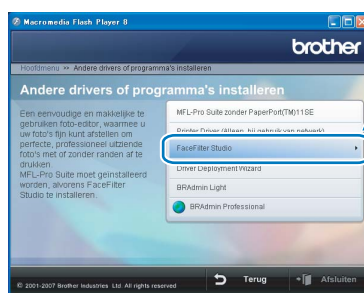 Macromedia Flash Player 8
brother
Hoofdmenu ›› Andere drivers of programma's installeren
Andere drivers of programma's installeren
Een eenvoudige en makkelijke te
gebruiken foto-editor, waarmee u
uw foto's fijn kunt afstellen om
perfecte, professioneel uitziende
foto's met of zonder randen af te
drukken.
MFL-Pro Suite moet geïnstalleerd
worden, alvorens FaceFilter
Studio te installeren.
MFL-Pro Suite zonder PaperPort(TM)11SE
Printer Driver (Alleen, bij gebruik van netwerk)
FaceFilter Studio
Driver Deployment Wizard
BRAdmin Light
BRAdmin Professional
© 2001-2007 Brother Industries Ltd. All rights reserved
Terug
Afsluiten